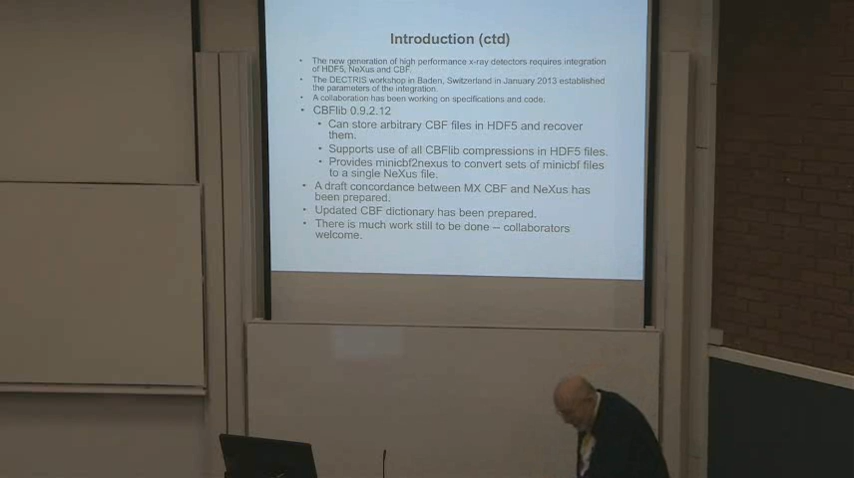 Introduction (ctd)
• The new generation of high performance x-ray detectors requires integration
of HDF5, NeXus and CBF.
• The DECTRIS workshop in Baden, Switzerland in January 2013 established
the parameters of the integration.
• A collaboration has been working on specifications and code.
• CBFlib 0.9.2.12
• Can store arbitrary CBF files in HDF5 and recover
them.
• Supports use of all CBFlib compressions in HDF5 files.
• Provides minicbf2nexus to convert sets of minicbf files
to a single NeXus file.
• A draft concordance between MX CBF and NeXus has
been prepared.
• Updated CBF dictionary has been prepared.
• There is much work still to be done -- collaborators
welcome.